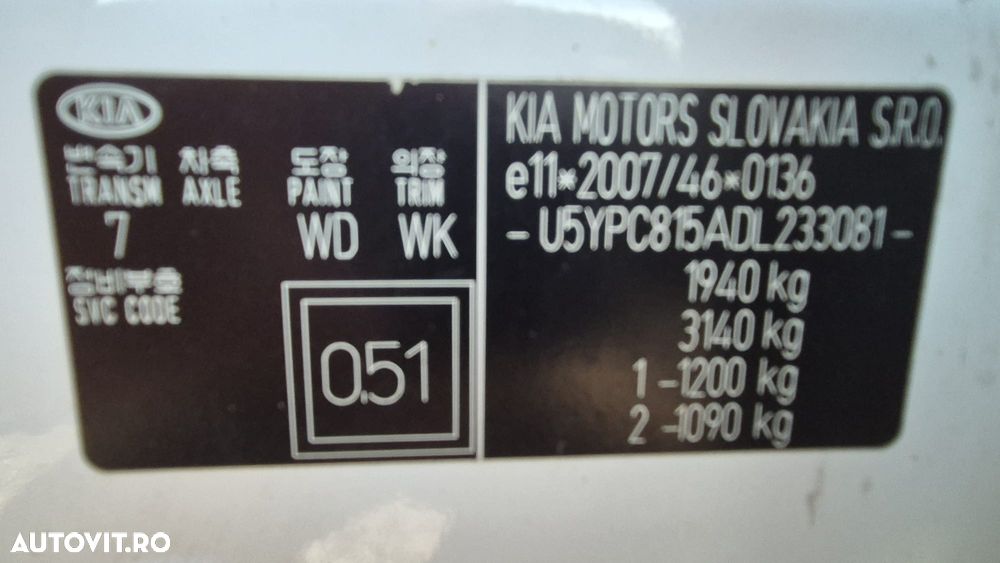 KIA
변속기 차축 도장 외장
TRANSM AXLE PAINT TRIM
7 WD WK
정비부호
SVC CODE
0.51
KIA MOTORS SLOVAKIA S.R.O.
e11*2007/46*0136
- U5YPC815ADL233081 -
1940 kg
3140 kg
1 -1200 kg
2 -1090 kg
AUTOVIT.RO